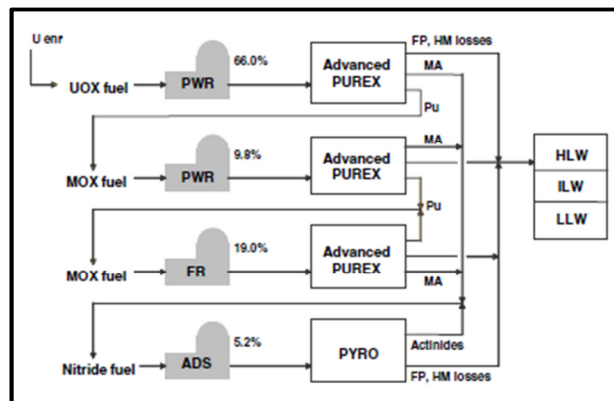 U enr
FP, HM losses
UOX fuel
PWR
66.0%
Advanced
PUREX
MA
Pu
MOX fuel
PWR
9.8%
Advanced
PUREX
MA
HLW
ILW
LLW
Pu
MOX fuel
FR
19.0%
Advanced
PUREX
MA
Nitride fuel
ADS
5.2%
PYRO
Actinides
FP, HM losses